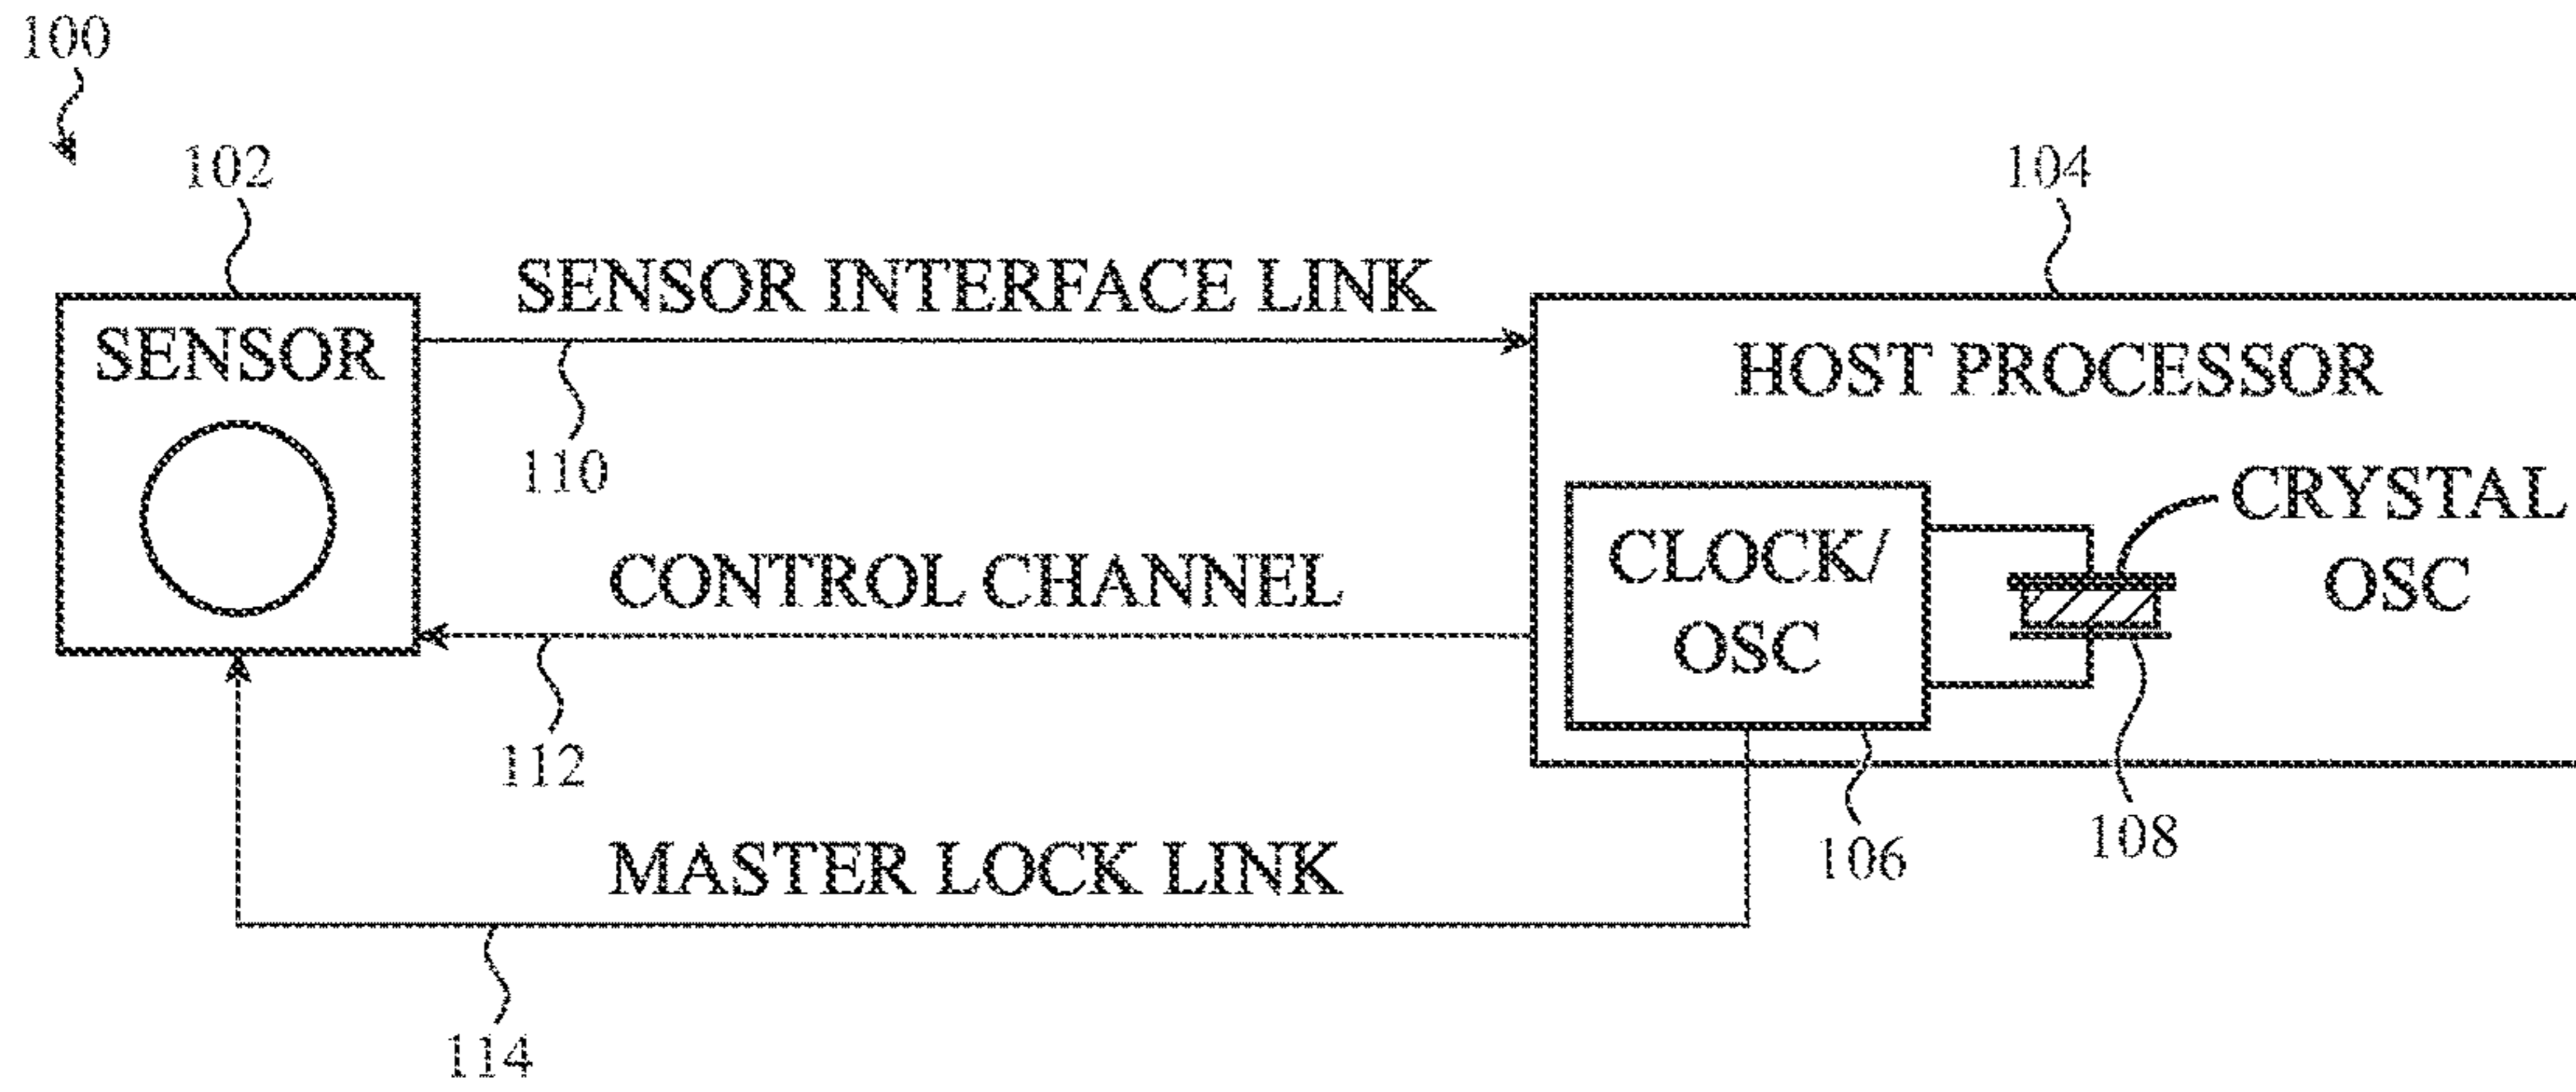 100
102
104
SENSOR INTERFACE LINK
SENSOR
HOST PROCESSOR
110
CRYSTAL
OSC
CLOCK/
OSC
CONTROL CHANNEL
112
106
108
MASTER LOCK LINK
114